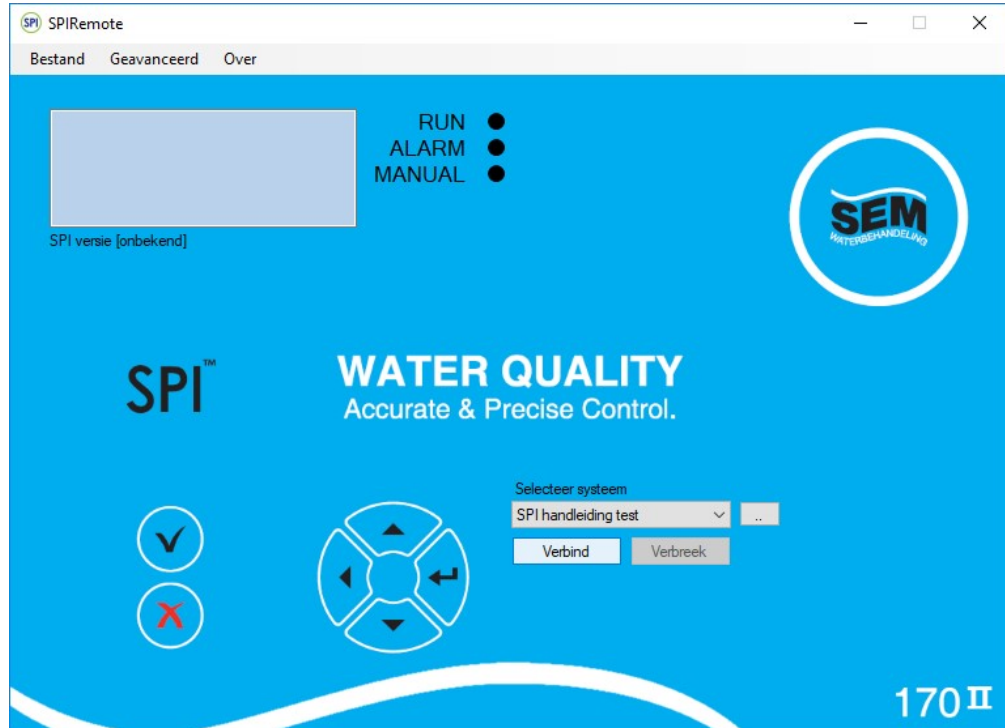 SPI SPIRemote
Bestand Geavanceerd Over
RUN
ALARM
MANUAL
SPI versie [onbekend]
SEM
WATERBEHANDELING
SPI™
WATER QUALITY
Accurate & Precise Control.
Selecteer systeem
SPI handleiding test
..
Verbind Verbreek
170 II